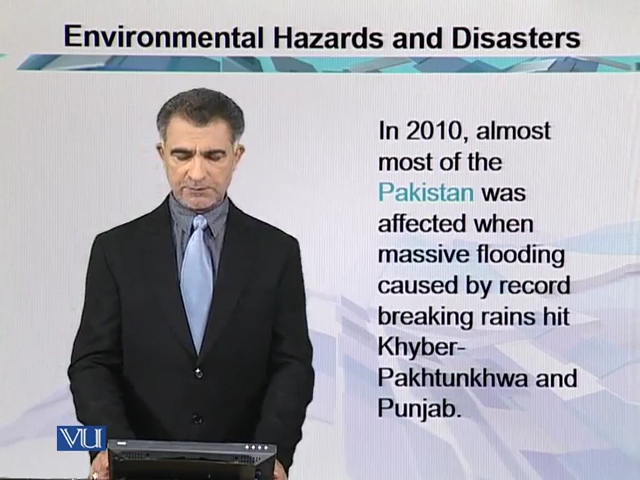 Environmental Hazards and Disasters
In 2010, almost
most of the
Pakistan was
affected when
massive flooding
caused by record
breaking rains hit
Khyber-
Pakhtunkhwa and
Punjab.
VU